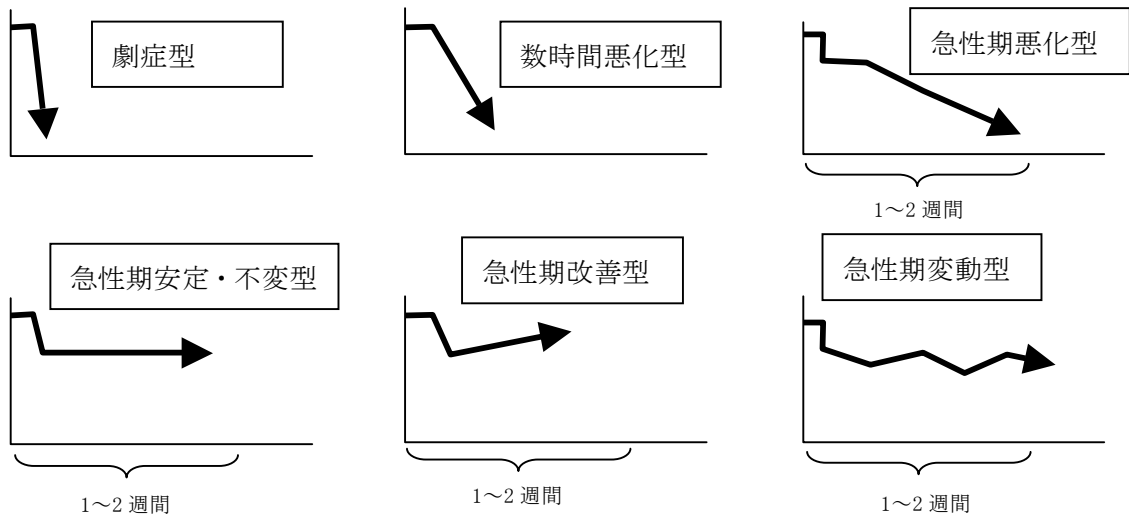 劇症型
数時間悪化型
急性期悪化型
1～2 週間
急性期安定・不変型
急性期改善型
急性期変動型
1～2 週間
1～2 週間
1～2 週間